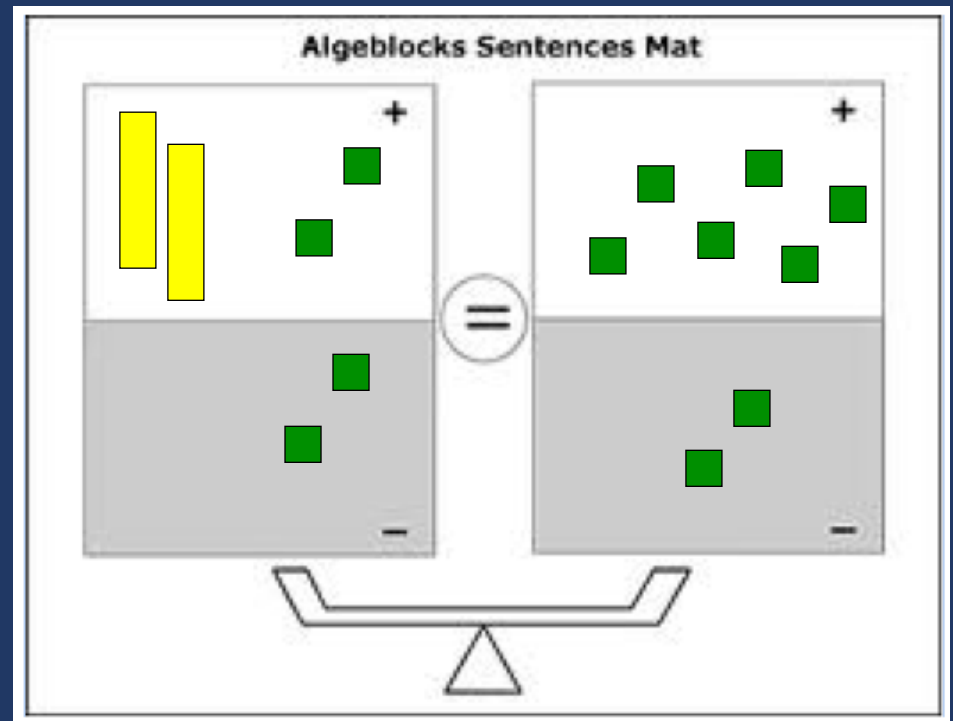 Algeblocks Sentences Mat
+ +
=
− −